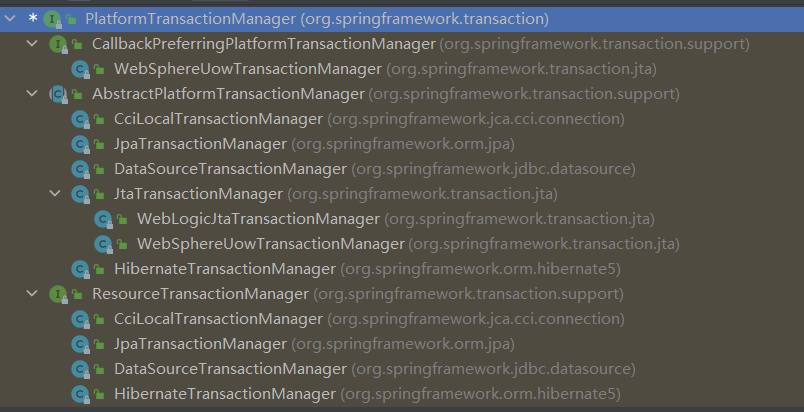 * PlatformTransactionManager (org.springframework.transaction)
CallbackPreferringPlatformTransactionManager (org.springframework.transaction.support)
WebSphereUowTransactionManager (org.springframework.transaction.jta)
AbstractPlatformTransactionManager (org.springframework.transaction.support)
CciLocalTransactionManager (org.springframework.jca.cci.connection)
JpaTransactionManager (org.springframework.orm.jpa)
DataSourceTransactionManager (org.springframework.jdbc.datasource)
JtaTransactionManager (org.springframework.transaction.jta)
WebLogicJtaTransactionManager (org.springframework.transaction.jta)
WebSphereUowTransactionManager (org.springframework.transaction.jta)
HibernateTransactionManager (org.springframework.orm.hibernate5)
ResourceTransactionManager (org.springframework.transaction.support)
CciLocalTransactionManager (org.springframework.jca.cci.connection)
JpaTransactionManager (org.springframework.orm.jpa)
DataSourceTransactionManager (org.springframework.jdbc.datasource)
HibernateTransactionManager (org.springframework.orm.hibernate5)